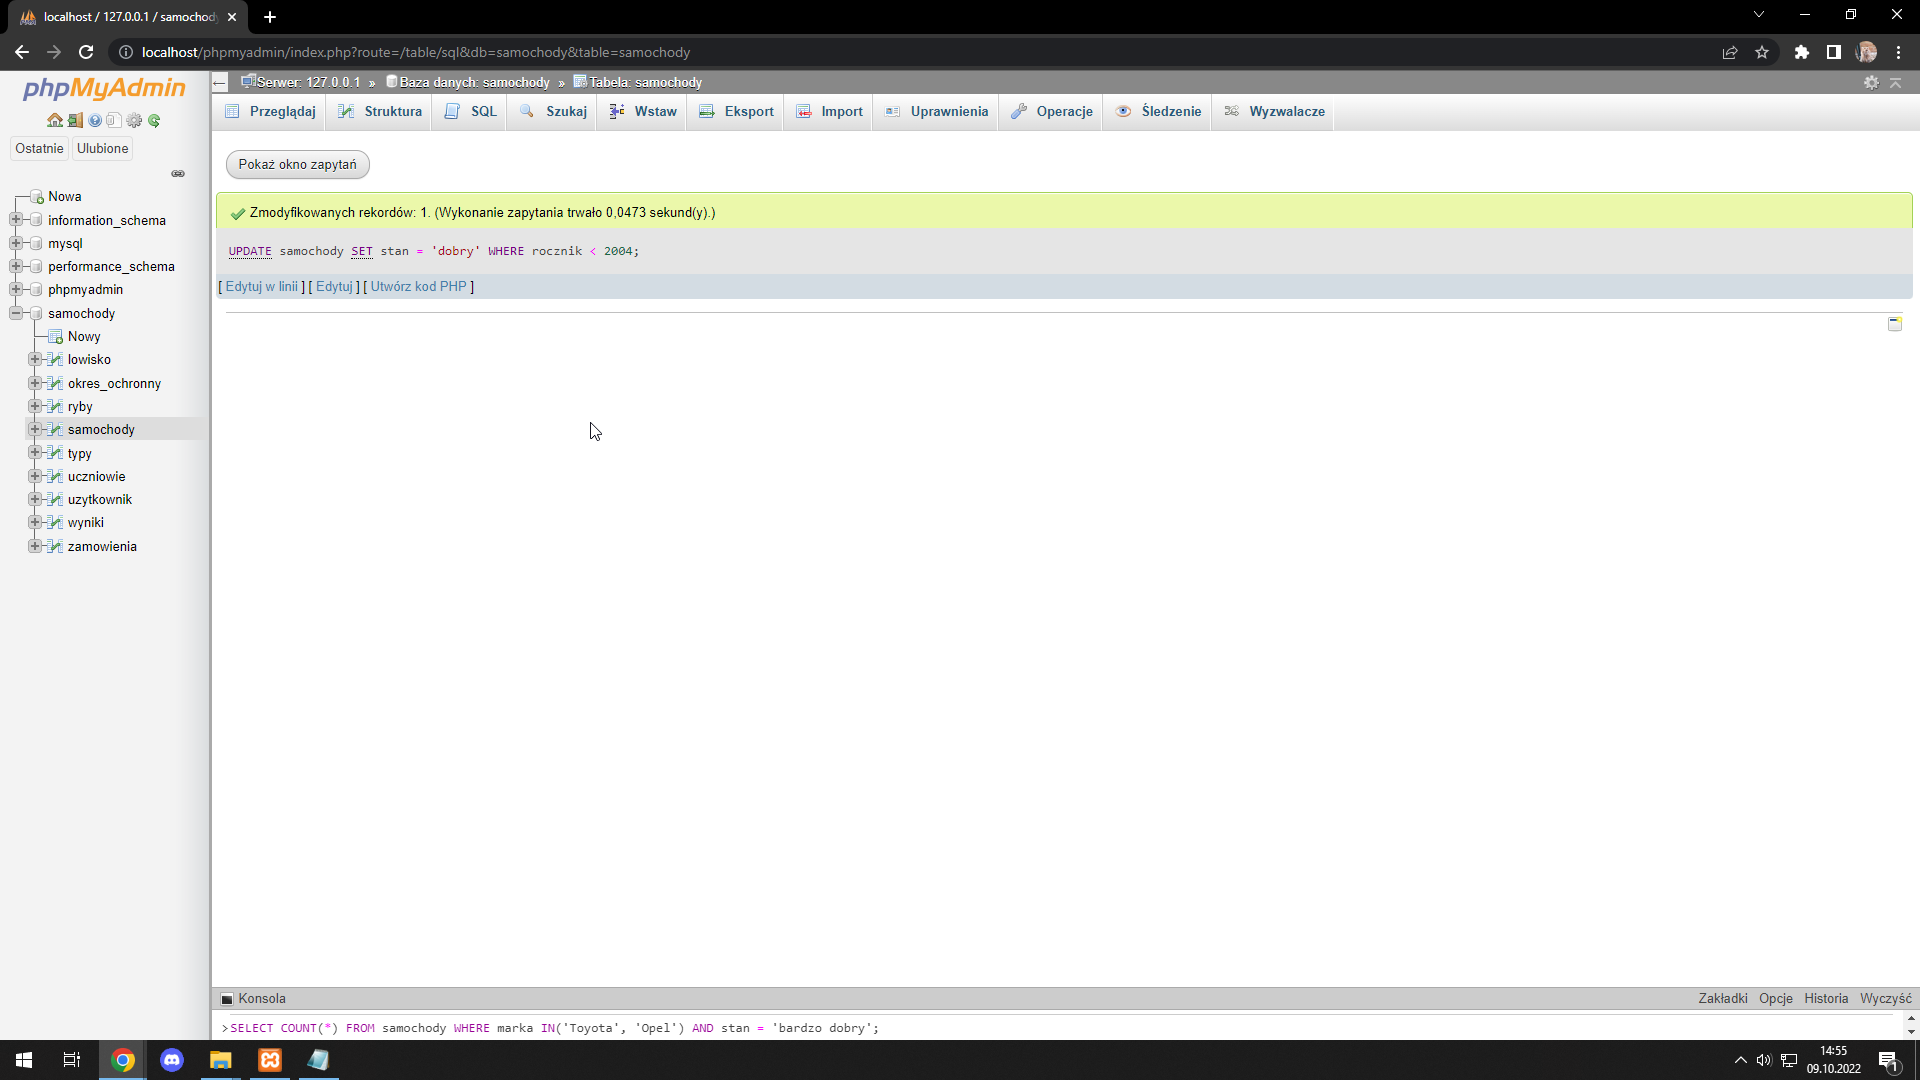 localhost / 127.0.0.1 / samochody
localhost/phpmyadmin/index.php?route=/table/sql&db=samochody&table=samochody
phpMyAdmin
Ostatnie Ulubione
Nowa
information_schema
mysql
performance_schema
phpmyadmin
samochody
Nowy
lowisko
okres_ochronny
ryby
samochody
typy
uczniowie
uzytkownik
wyniki
zamowienia
Serwer: 127.0.0.1 » Baza danych: samochody » Tabela: samochody
Przeglądaj Struktura SQL Szukaj Wstaw Eksport Import Uprawnienia Operacje Śledzenie Wyzwalacze
Pokaż okno zapytań
Zmodyfikowanych rekordów: 1. (Wykonanie zapytania trwało 0,0473 sekund(y).)
UPDATE samochody SET stan = 'dobry' WHERE rocznik < 2004;
[ Edytuj w linii ] [ Edytuj ] [ Utwórz kod PHP ]
Konsola Zakładki Opcje Historia Wyczyść
>SELECT COUNT(*) FROM samochody WHERE marka IN('Toyota', 'Opel') AND stan = 'bardzo dobry';
14:55
09.10.2022
1